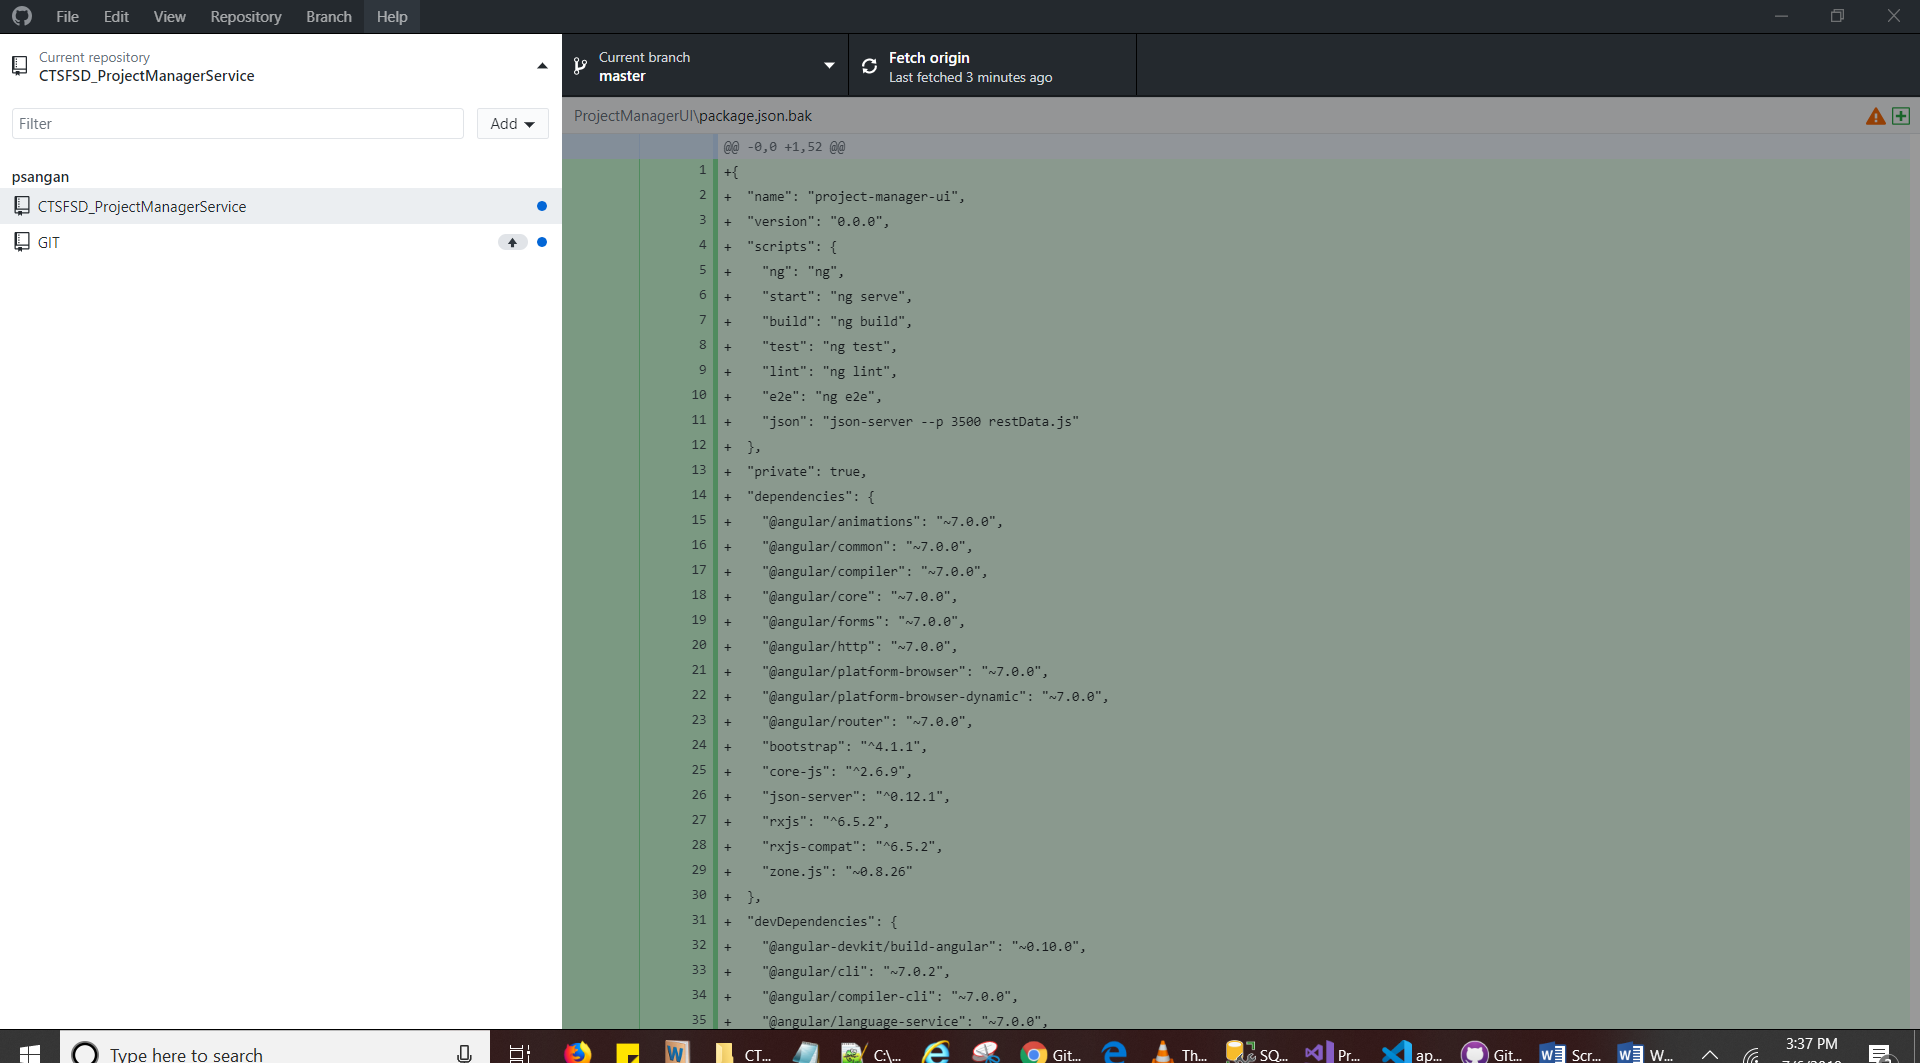 File Edit View Repository Branch Help
Current repository
CTSFSD_ProjectManagerService
Current branch
master
Fetch origin
Last fetched 3 minutes ago
Filter
Add
psangan
CTSFSD_ProjectManagerService
GIT
ProjectManagerUI\package.json.bak
@@ -0,0 +1,52 @@
1 +{
2 + "name": "project-manager-ui",
3 + "version": "0.0.0",
4 + "scripts": {
5 + "ng": "ng",
6 + "start": "ng serve",
7 + "build": "ng build",
8 + "test": "ng test",
9 + "lint": "ng lint",
10 + "e2e": "ng e2e",
11 + "json": "json-server --p 3500 restData.js"
12 + },
13 + "private": true,
14 + "dependencies": {
15 + "@angular/animations": "~7.0.0",
16 + "@angular/common": "~7.0.0",
17 + "@angular/compiler": "~7.0.0",
18 + "@angular/core": "~7.0.0",
19 + "@angular/forms": "~7.0.0",
20 + "@angular/http": "~7.0.0",
21 + "@angular/platform-browser": "~7.0.0",
22 + "@angular/platform-browser-dynamic": "~7.0.0",
23 + "@angular/router": "~7.0.0",
24 + "bootstrap": "^4.1.1",
25 + "core-js": "^2.6.9",
26 + "json-server": "^0.12.1",
27 + "rxjs": "^6.5.2",
28 + "rxjs-compat": "^6.5.2",
29 + "zone.js": "~0.8.26"
30 + },
31 + "devDependencies": {
32 + "@angular-devkit/build-angular": "~0.10.0",
33 + "@angular/cli": "~7.0.2",
34 + "@angular/compiler-cli": "~7.0.0",
35 + "@angular/language-service": "~7.0.0",
Type here to search
CT... C:\... Git... Th... SQ... Pr... ap... Git... Scr... W...
3:37 PM